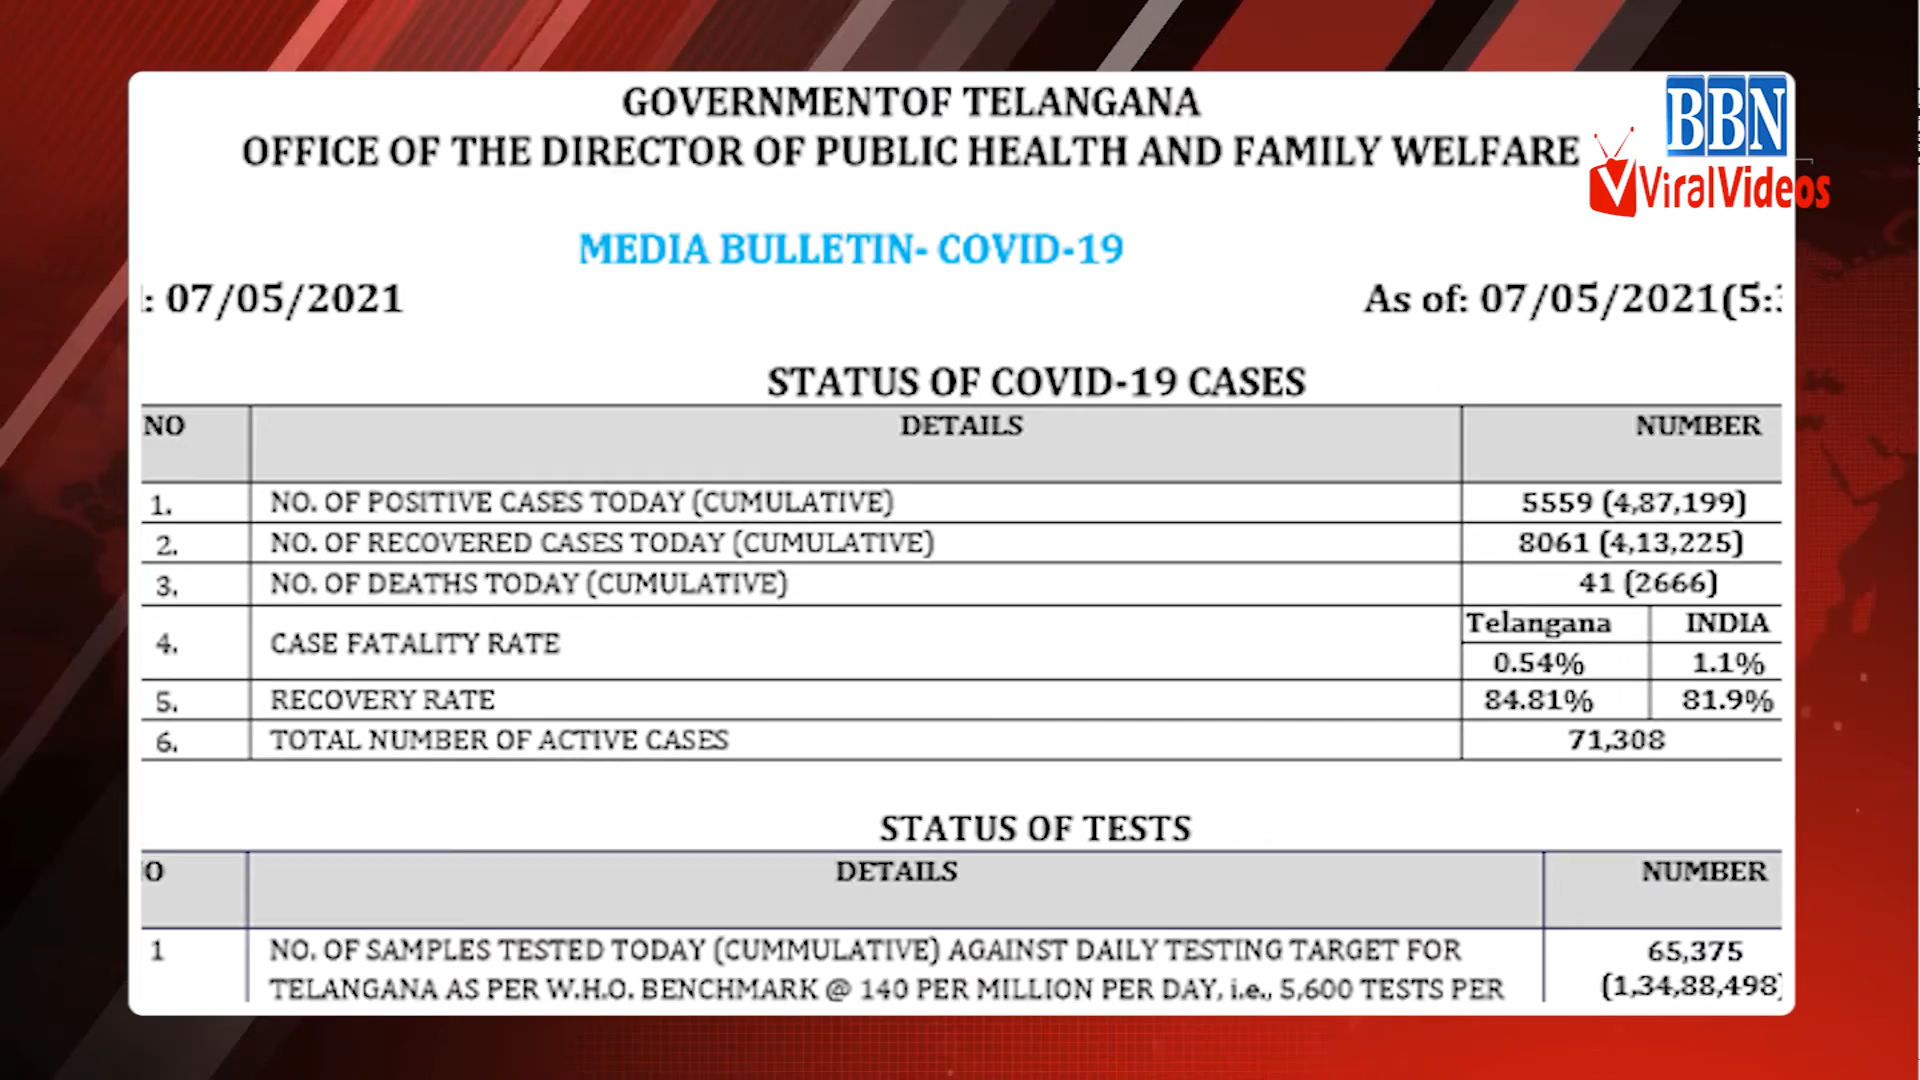 GOVERNMENTOF TELANGANA
OFFICE OF THE DIRECTOR OF PUBLIC HEALTH AND FAMILY WELFARE
BBN
ViralVideos
MEDIA BULLETIN- COVID-19
: 07/05/2021 As of: 07/05/2021(5:
STATUS OF COVID-19 CASES
NO DETAILS NUMBER
1. NO. OF POSITIVE CASES TODAY (CUMULATIVE) 5559 (4,87,199)
2. NO. OF RECOVERED CASES TODAY (CUMULATIVE) 8061 (4,13,225)
3. NO. OF DEATHS TODAY (CUMULATIVE) 41 (2666)
Telangana INDIA
4. CASE FATALITY RATE 0.54% 1.1%
5. RECOVERY RATE 84.81% 81.9%
6. TOTAL NUMBER OF ACTIVE CASES 71,308
STATUS OF TESTS
O DETAILS NUMBER
1 NO. OF SAMPLES TESTED TODAY (CUMMULATIVE) AGAINST DAILY TESTING TARGET FOR 65,375
TELANGANA AS PER W.H.O. BENCHMARK @ 140 PER MILLION PER DAY, i.e., 5,600 TESTS PER (1,34,88,498)